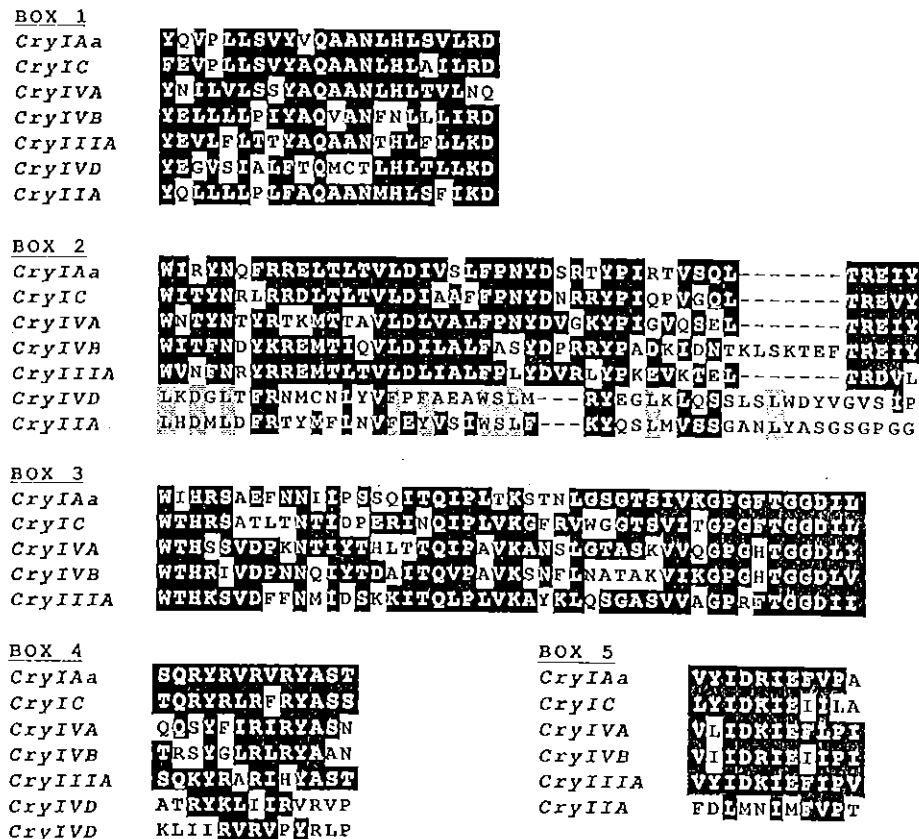 BOX 1
CryIAa YQVPLLSVYVQAANLHLSVLRD
CryIC FEVPLLSVYAQAANLHLAILRD
CryIVA YNILVLSSYAQAANLHLTVLNQ
CryIVB YELLLLPIYAQVANFNLLLIRD
CryIIIA YEVLFLTTYAQAANTHLFLLKD
CryIVD YEGVSIALFTQMCTLHLTLLKD
CryIIA YQLLLLPLFAQAANMHLSFIKD
BOX 2
CryIAa WIRYNQFRRELTLTVLDIVSLFPNYDSRTYPIRTVSQL-------TREIY
CryIC WITYNRLRRDLTLTVLDIAAFFPNYDNRRYPIQPVGQL-------TREVY
CryIVA WNTYNTYRTKMTTAVLDLVALFPNYDVGKYPIGVQSEL-------TREIY
CryIVB WITFNDYKREMTIQVLDILALFASYDPRRYPADKIDNTKLSKTEFTREIY
CryIIIA WVNFNRYRREMTLTVLDLIALFPLYDVRLYPKEVKTEL-------TRDVL
CryIVD LKDGLTFRNMCNLYVFPFAEAWSLM---RYEGLKLQSSLSLWDYVGVSIP
CryIIA LHDMLDFRTYMFLNVFEYVSIWSLF---KYQSLMVSSGANLYASGSGPGG
BOX 3
CryIAa WIHRSAEFNNILPSSQITQIPLTKSTNLGSGTSIVKGPGFTGGDIL
CryIC WTHRSATLTNTIDPERINQIPLVKGFRVWGGTSVITGPGFTGGDIL
CryIVA WTHSSVDPKNTIYTHLTTQIPAVKANSLGTASKVVQGPGHTGGDLI
CryIVB WTHRIVDPNNQIYTDALTQVPAVKSNFLNATAKVIKGPGHTGGDLV
CryIIIA WTHKSVDFFNMIDSKKITQLPLVKAYKLQSGASVVAGPRFTGGDII
BOX 4
CryIAa SQRYRVRVRYAST
CryIC TQRYRLRFRYASS
CryIVA QQSYFIRIRYASN
CryIVB TRSYGLRLRYAAN
CryIIIA SQKYRARIHYAST
CryIVD ATRYKLIIRVRVP
CryIVD KLIIRVRVPYRLP
BOX 5
CryIAa VYIDRIEFVPA
CryIC LYIDKIEIILA
CryIVA VLIDKIEFLPI
CryIVB VIIDRIEIIPI
CryIIIA VYIDKIEFIPV
CryIIA FDLMNIMFVPT